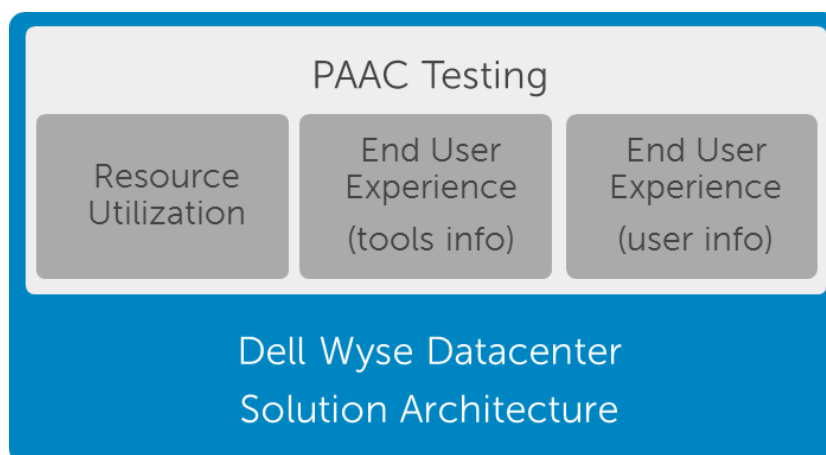 PAAC Testing
Resource
Utilization
End User
Experience
(tools info)
End User
Experience
(user info)
Dell Wyse Datacenter
Solution Architecture